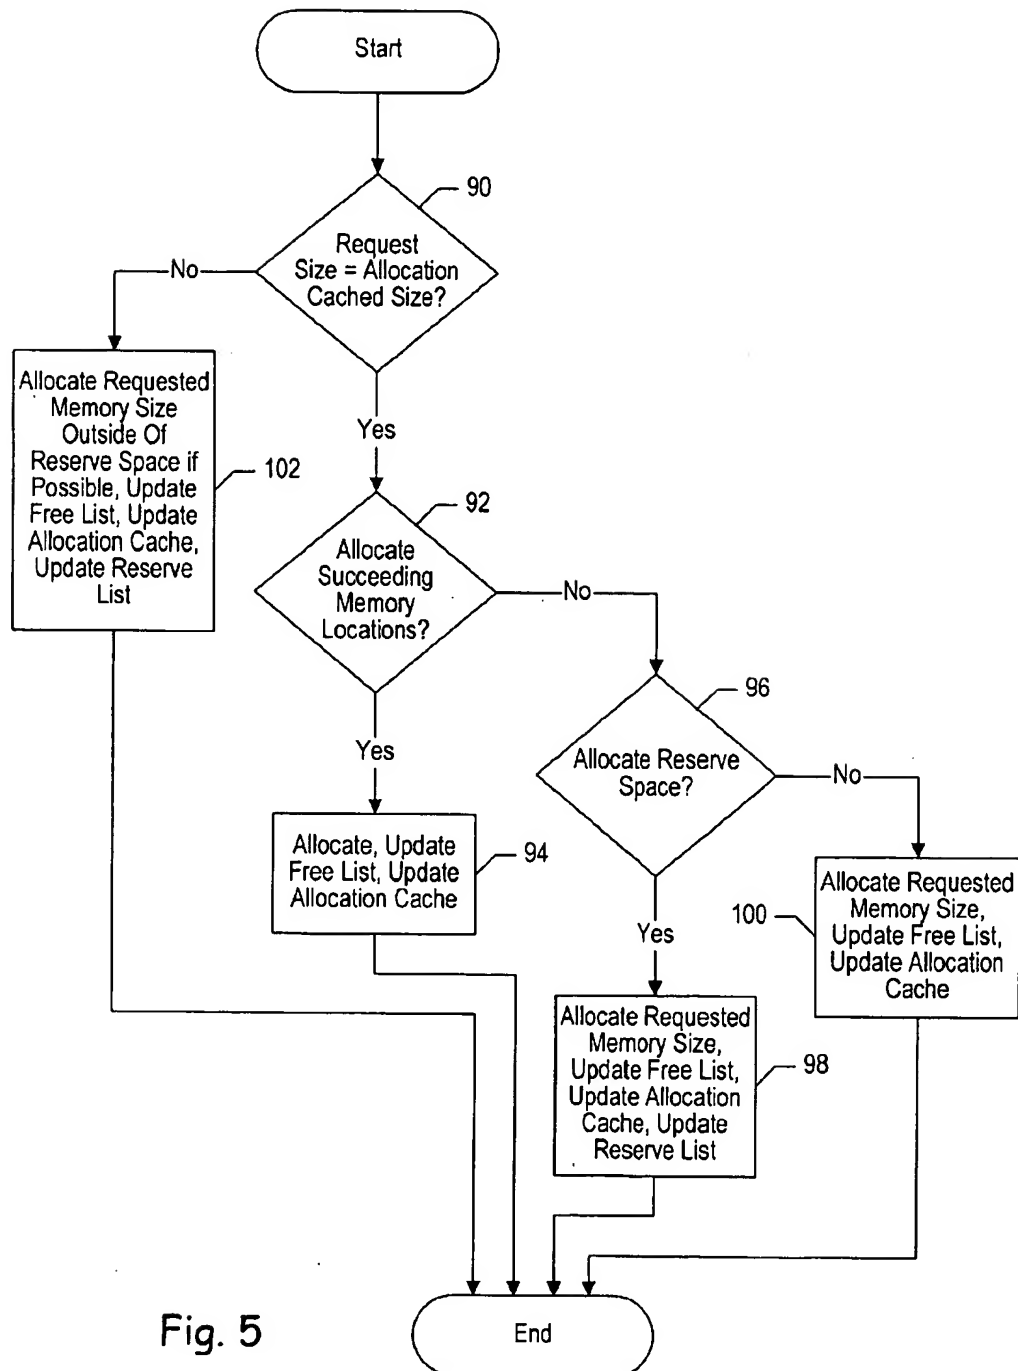 Start
90
Request
Size = Allocation
Cached Size?
No
Yes
Allocate Requested
Memory Size
Outside Of
Reserve Space if
Possible, Update
Free List, Update
Allocation Cache,
Update Reserve
List
102
92
Allocate
Succeeding
Memory
Locations?
No
Yes
96
Allocate Reserve
Space?
No
Yes
Allocate, Update
Free List, Update
Allocation Cache
94
100
Allocate Requested
Memory Size,
Update Free List,
Update Allocation
Cache
Allocate Requested
Memory Size,
Update Free List,
Update Allocation
Cache, Update
Reserve List
98
End
Fig. 5